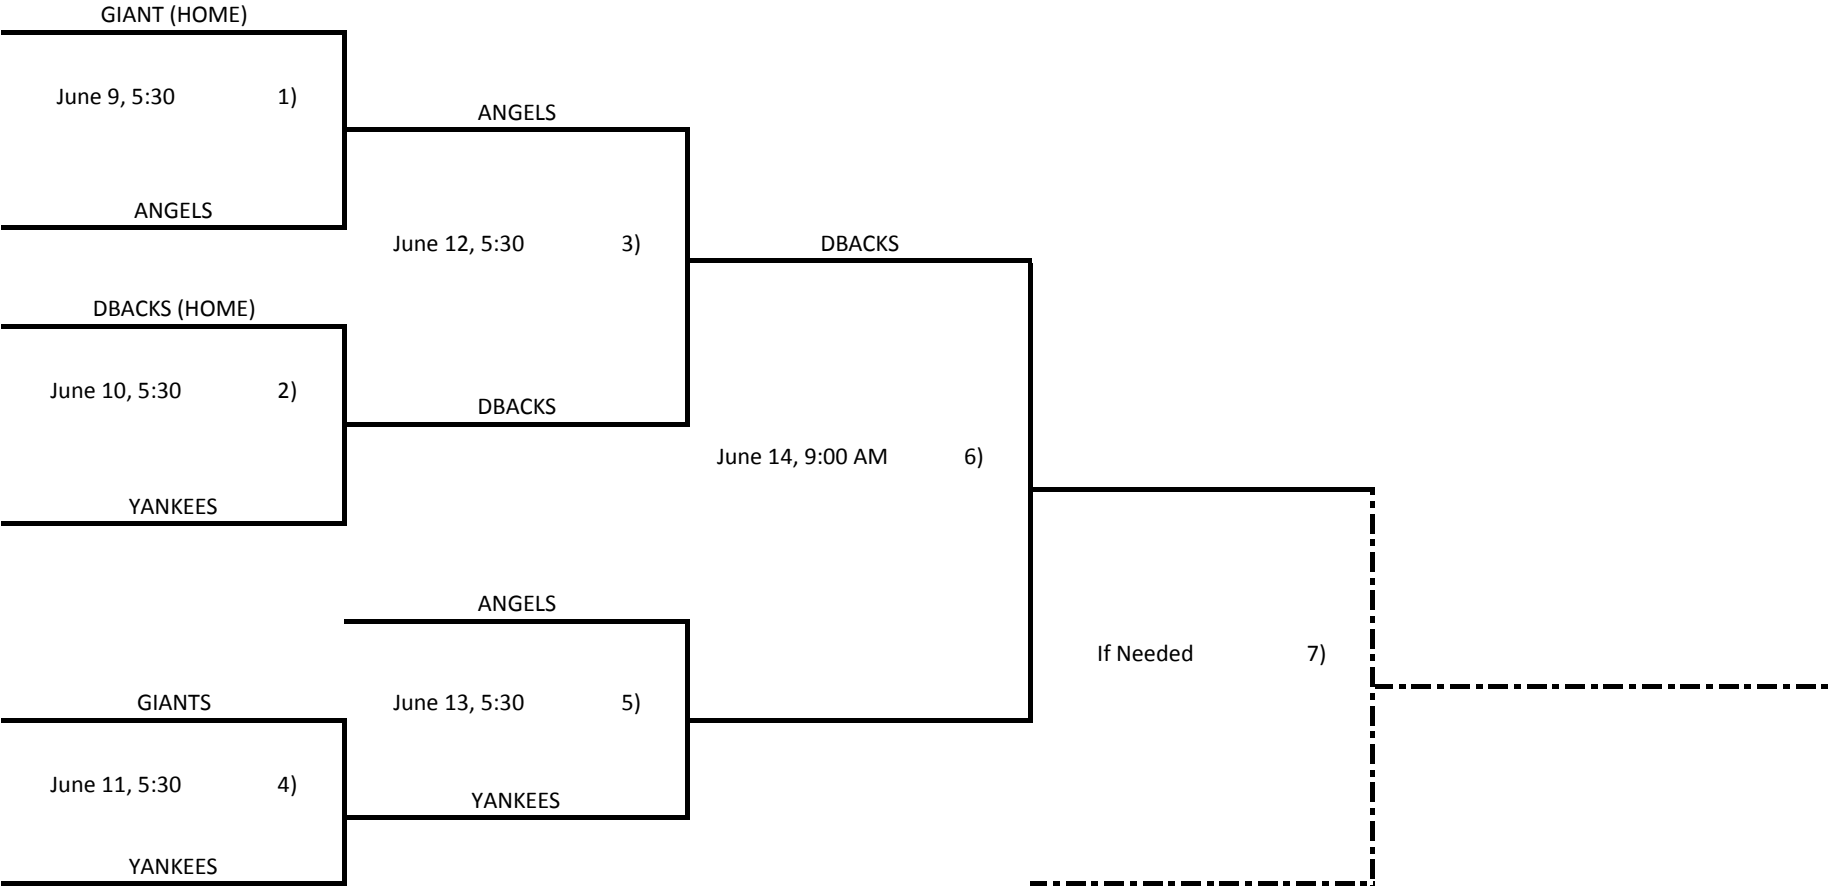 GIANT (HOME)
June 9, 5:30 1)
ANGELS
ANGELS
June 12, 5:30 3)
DBACKS
DBACKS (HOME)
June 10, 5:30 2)
DBACKS
June 14, 9:00 AM 6)
YANKEES
ANGELS
If Needed 7)
GIANTS
June 13, 5:30 5)
June 11, 5:30 4)
YANKEES
YANKEES